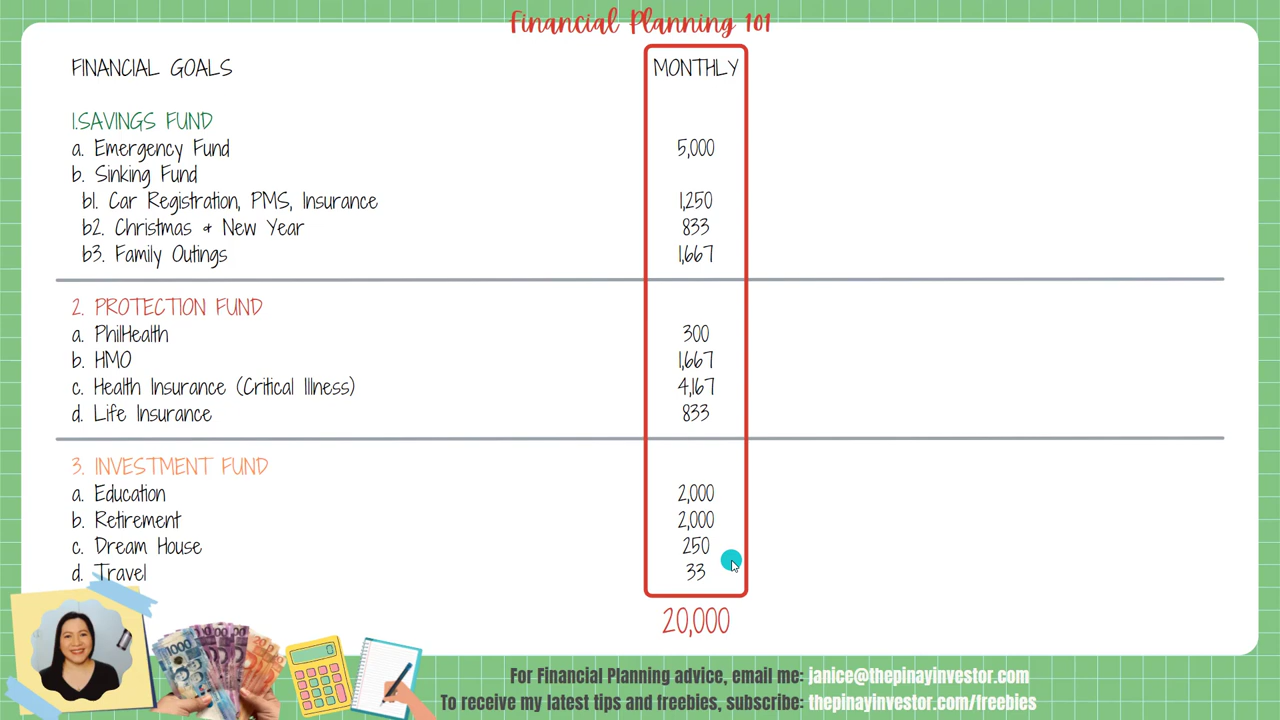 Financial Planning 101
FINANCIAL GOALS MONTHLY
1.SAVINGS FUND
a. Emergency Fund 5,000
b. Sinking Fund
b1. Car Registration, PMS, Insurance 1,250
b2. Christmas & New Year 833
b3. Family Outings 1,667
2. PROTECTION FUND
a. PhilHealth 300
b. HMO 1,667
c. Health Insurance (Critical Illness) 4,167
d. Life Insurance 833
3. INVESTMENT FUND
a. Education 2,000
b. Retirement 2,000
c. Dream House 250
d. Travel 33
20,000
For Financial Planning advice, email me: janice@thepinayinvestor.com
To receive my latest tips and freebies, subscribe: thepinayinvestor.com/freebies